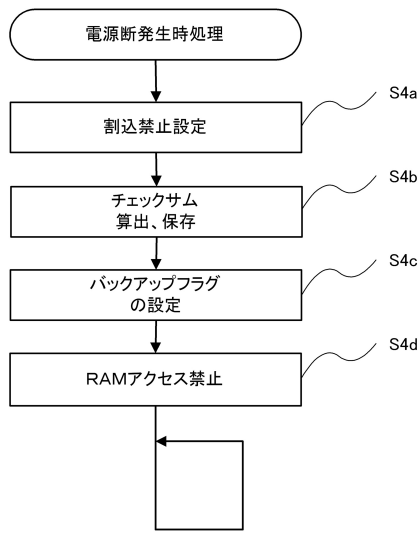 電源断発生時処理
S4a
割込禁止設定
S4b
チェックサム
算出、保存
S4c
バックアップフラグ
の設定
S4d
RAMアクセス禁止